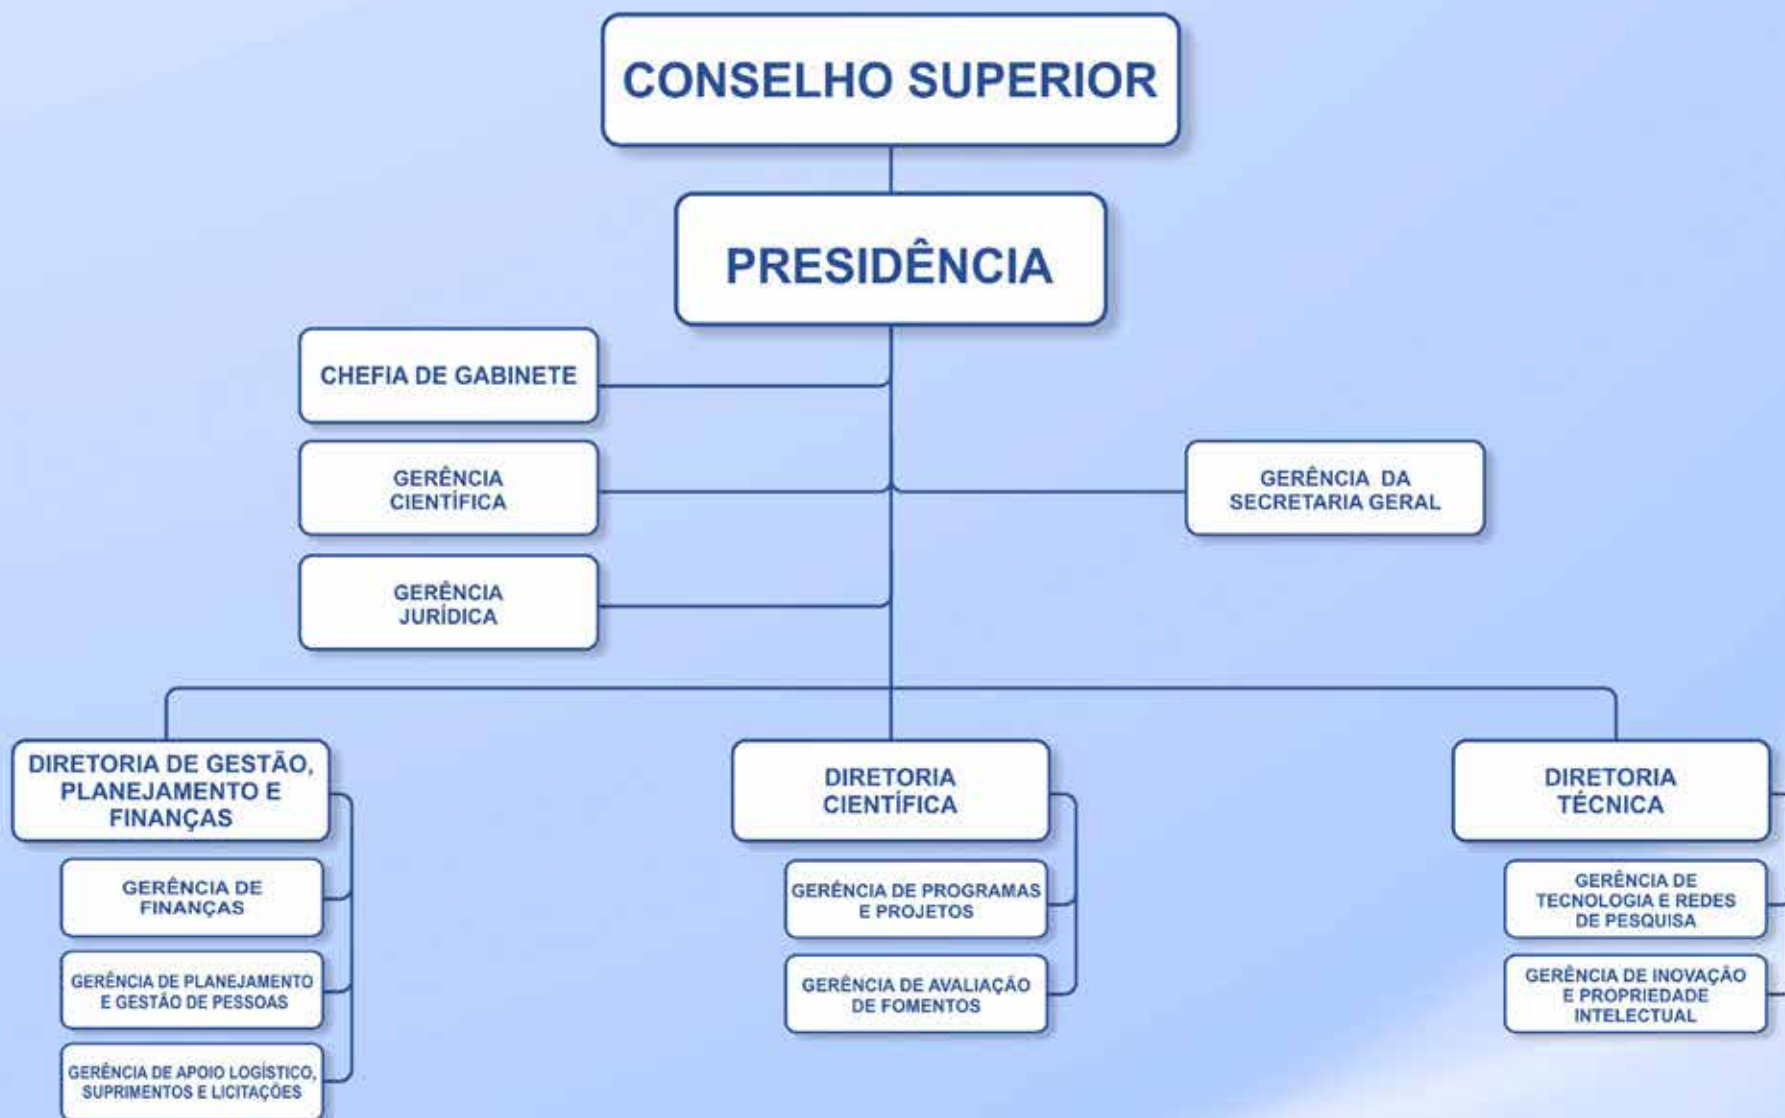 CONSELHO SUPERIOR
PRESIDÊNCIA
CHEFIA DE GABINETE
GERÊNCIA
CIENTÍFICA
GERÊNCIA DA
SECRETARIA GERAL
GERÊNCIA
JURÍDICA
DIRETORIA DE GESTÃO,
PLANEJAMENTO E
FINANÇAS
GERÊNCIA DE
FINANÇAS
GERÊNCIA DE PLANEJAMENTO
E GESTÃO DE PESSOAS
GERÊNCIA DE APOIO LOGÍSTICO,
SUPRIMENTOS E LICITAÇÕES
DIRETORIA
CIENTÍFICA
GERÊNCIA DE PROGRAMAS
E PROJETOS
GERÊNCIA DE AVALIAÇÃO
DE FOMENTOS
DIRETORIA
TÉCNICA
GERÊNCIA DE
TECNOLOGIA E REDES
DE PESQUISA
GERÊNCIA DE INOVAÇÃO
E PROPRIEDADE
INTELECTUAL